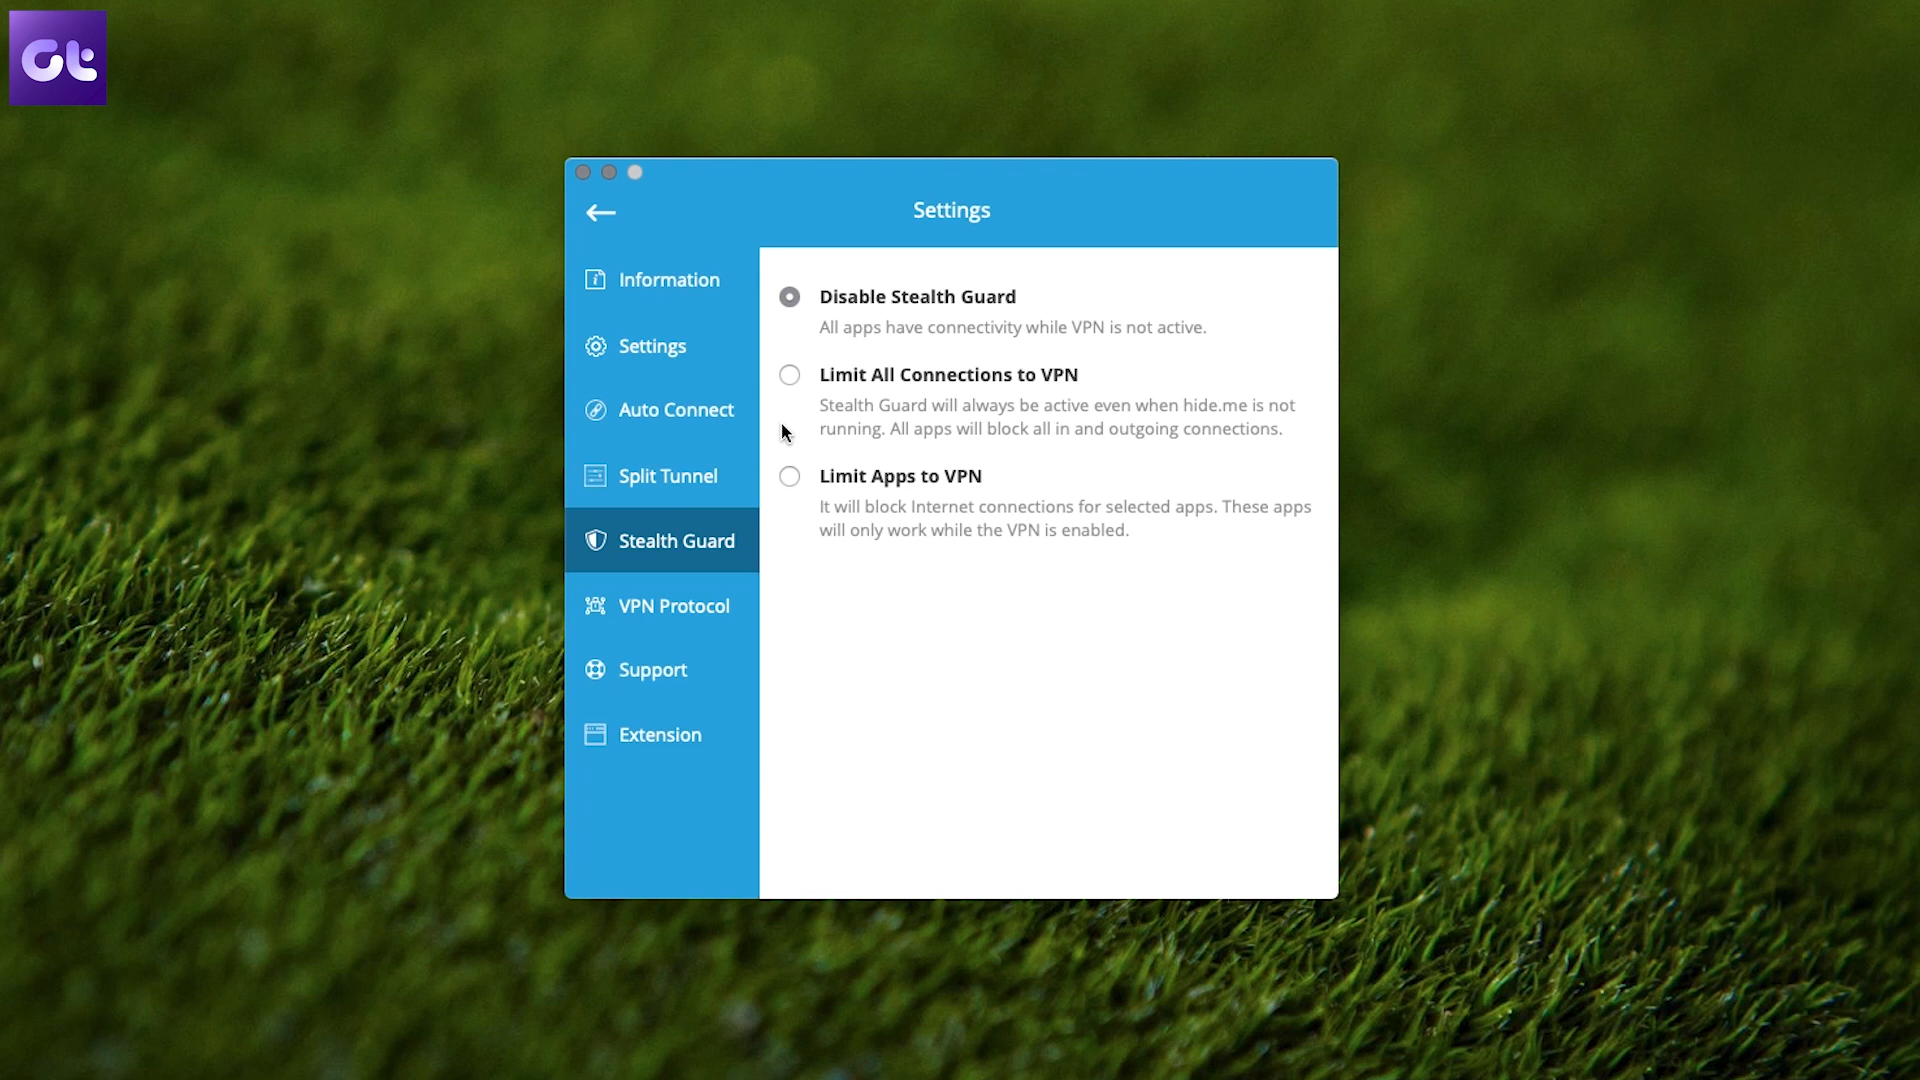 Gt
Settings
Information
Settings
Auto Connect
Split Tunnel
Stealth Guard
VPN Protocol
Support
Extension
Disable Stealth Guard
All apps have connectivity while VPN is not active.
Limit All Connections to VPN
Stealth Guard will always be active even when hide.me is not
running. All apps will block all in and outgoing connections.
Limit Apps to VPN
It will block Internet connections for selected apps. These apps
will only work while the VPN is enabled.